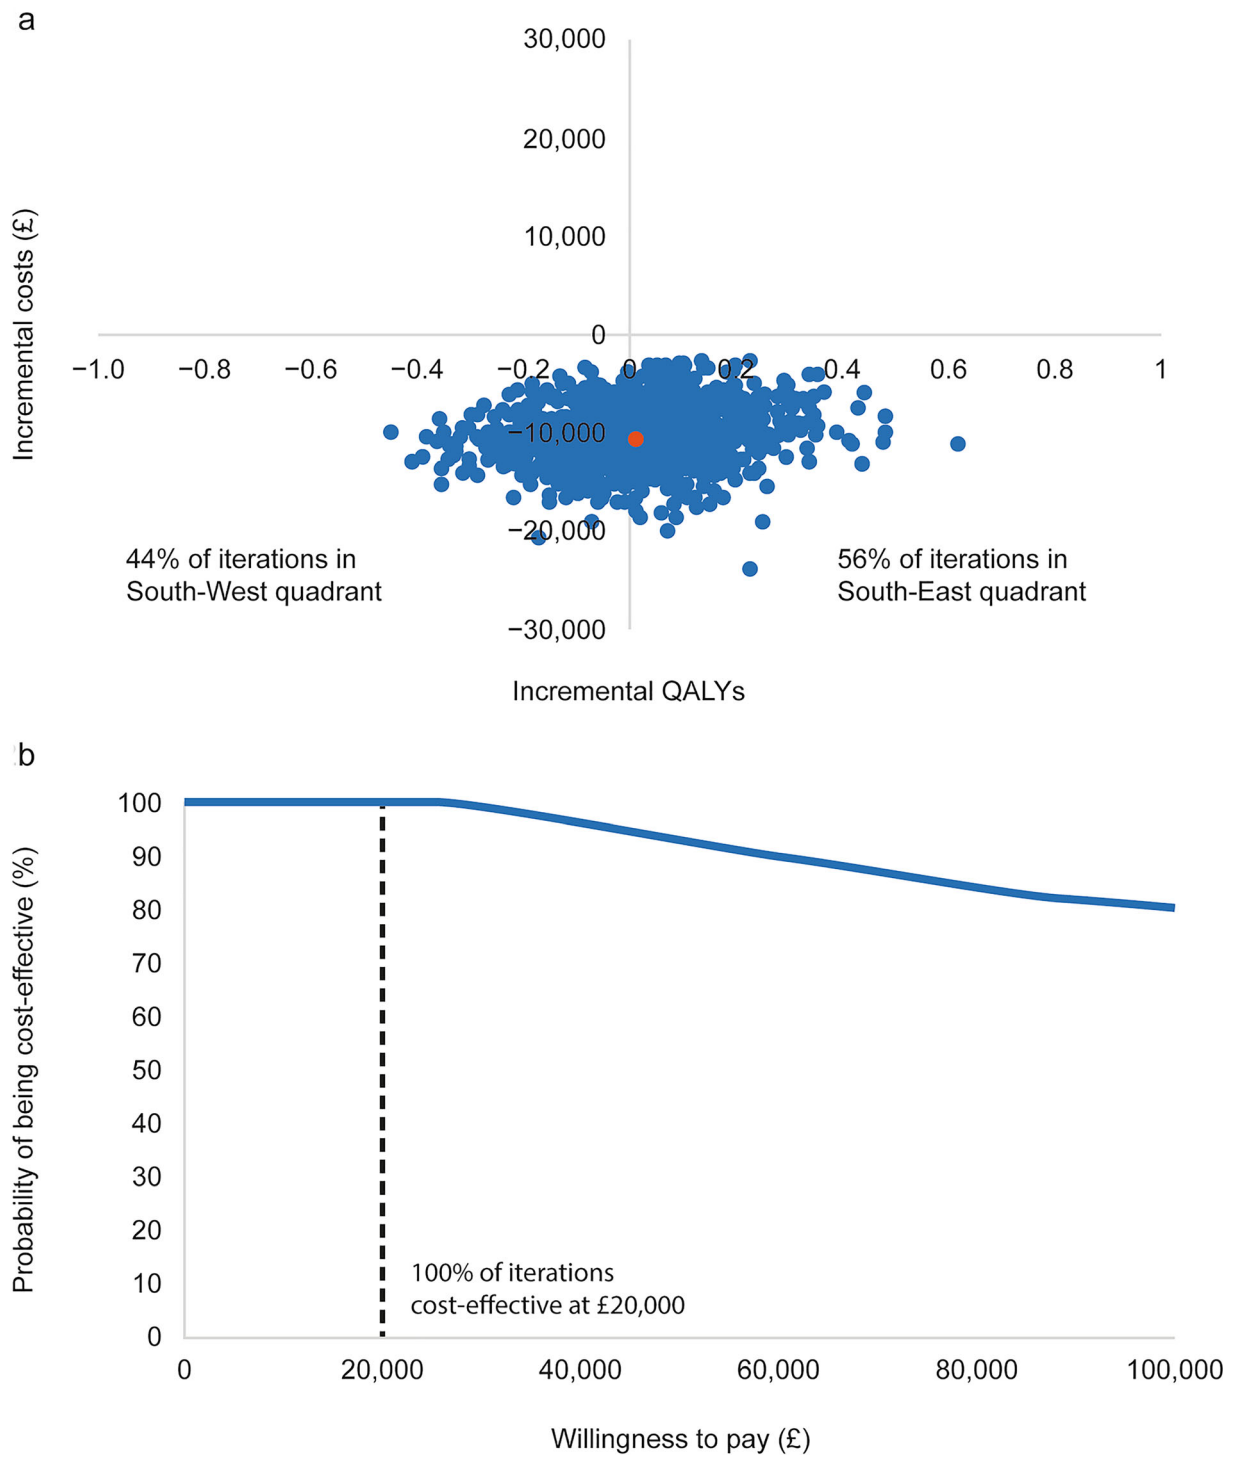 a
30,000
20,000
10,000
0
−1.0 −0.8 −0.6 −0.4 −0.2 0 0.2 0.4 0.6 0.8 1
−10,000
−20,000
−30,000
Incremental costs (£)
44% of iterations in
South-West quadrant
56% of iterations in
South-East quadrant
Incremental QALYs
b
100
90
80
70
60
50
40
30
20
10
0
Probability of being cost-effective (%)
100% of iterations
cost-effective at £20,000
0 20,000 40,000 60,000 80,000 100,000
Willingness to pay (£)